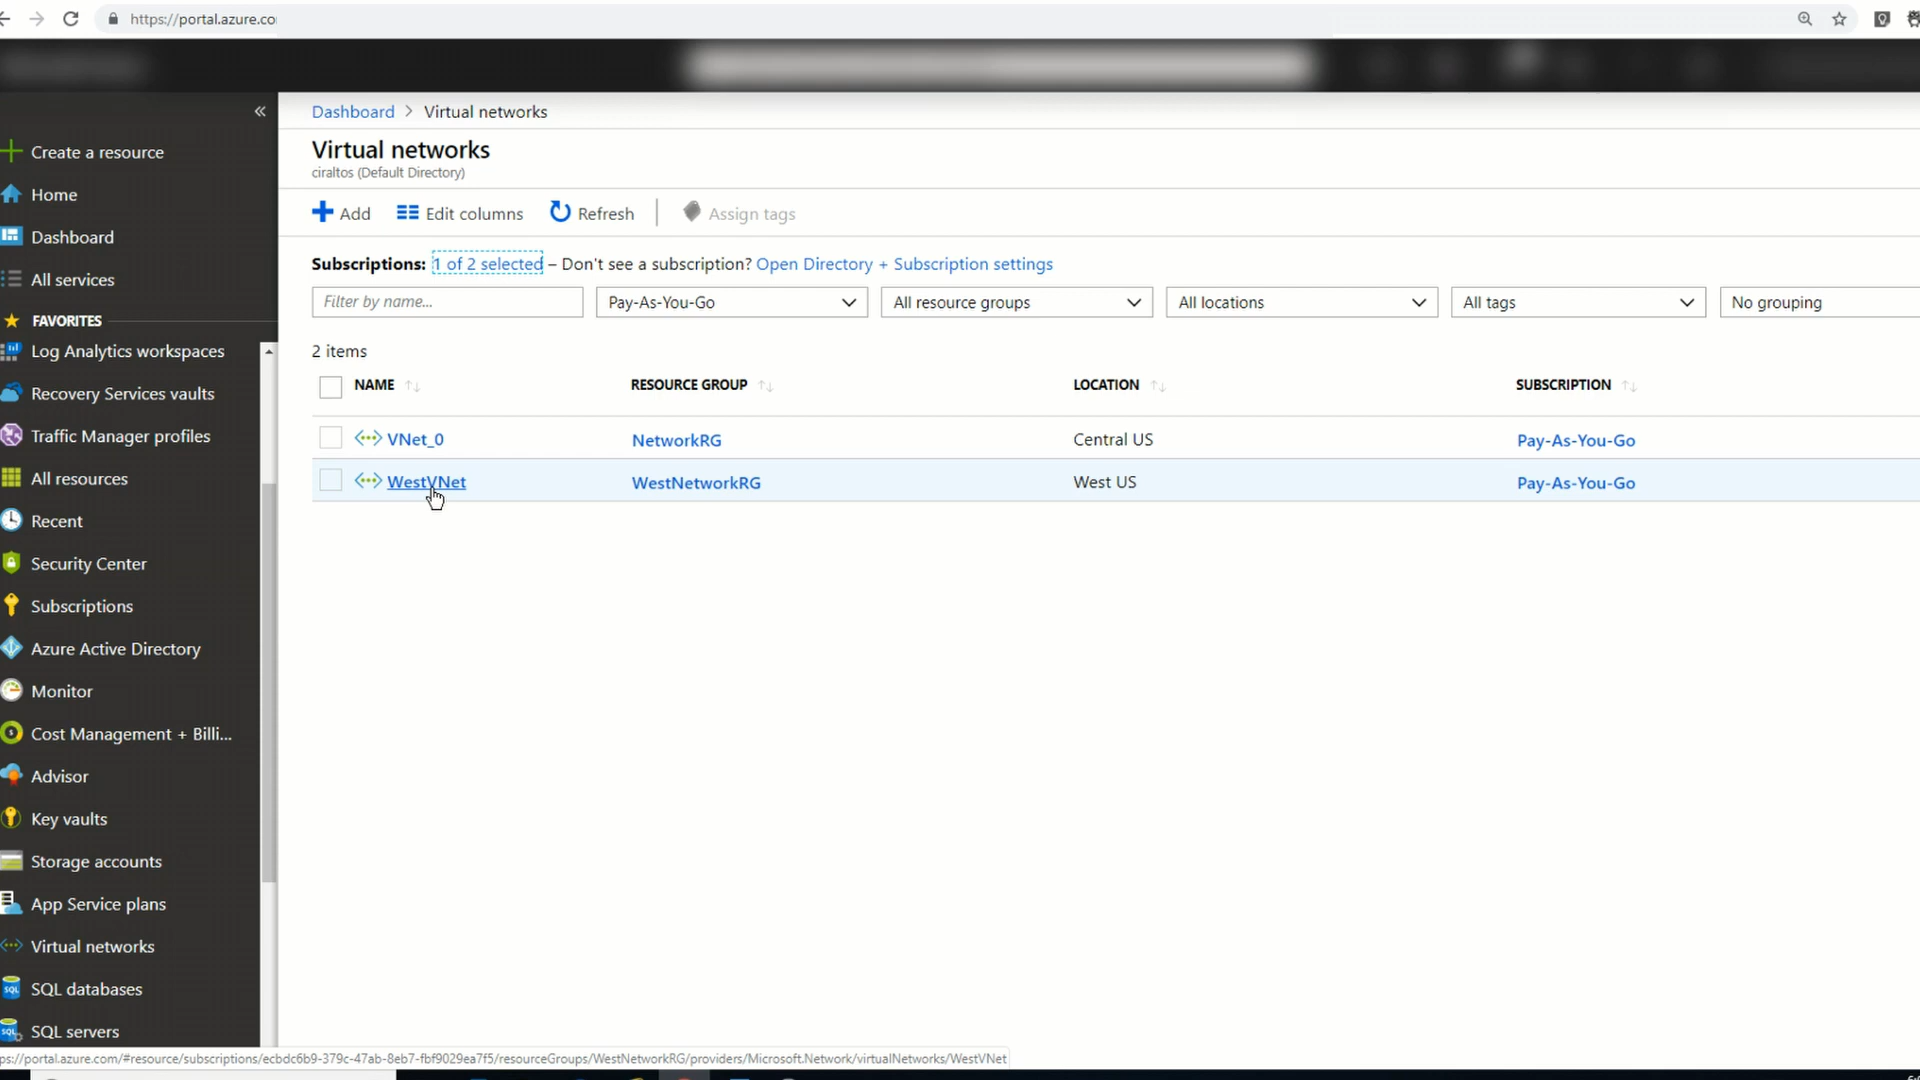 https://portal.azure.co
Dashboard > Virtual networks
Virtual networks
ciraltos (Default Directory)
Add Edit columns Refresh Assign tags
Subscriptions: 1 of 2 selected – Don't see a subscription? Open Directory + Subscription settings
Filter by name... Pay-As-You-Go All resource groups All locations All tags No grouping
2 items
NAME RESOURCE GROUP LOCATION SUBSCRIPTION
VNet_0 NetworkRG Central US Pay-As-You-Go
WestVNet WestNetworkRG West US Pay-As-You-Go
Create a resource
Home
Dashboard
All services
FAVORITES
Log Analytics workspaces
Recovery Services vaults
Traffic Manager profiles
All resources
Recent
Security Center
Subscriptions
Azure Active Directory
Monitor
Cost Management + Billi...
Advisor
Key vaults
Storage accounts
App Service plans
Virtual networks
SQL databases
SQL servers
ps://portal.azure.com/#resource/subscriptions/ecbdc6b9-379c-47ab-8eb7-fbf9029ea7f5/resourceGroups/WestNetworkRG/providers/Microsoft.Network/virtualNetworks/WestVNet